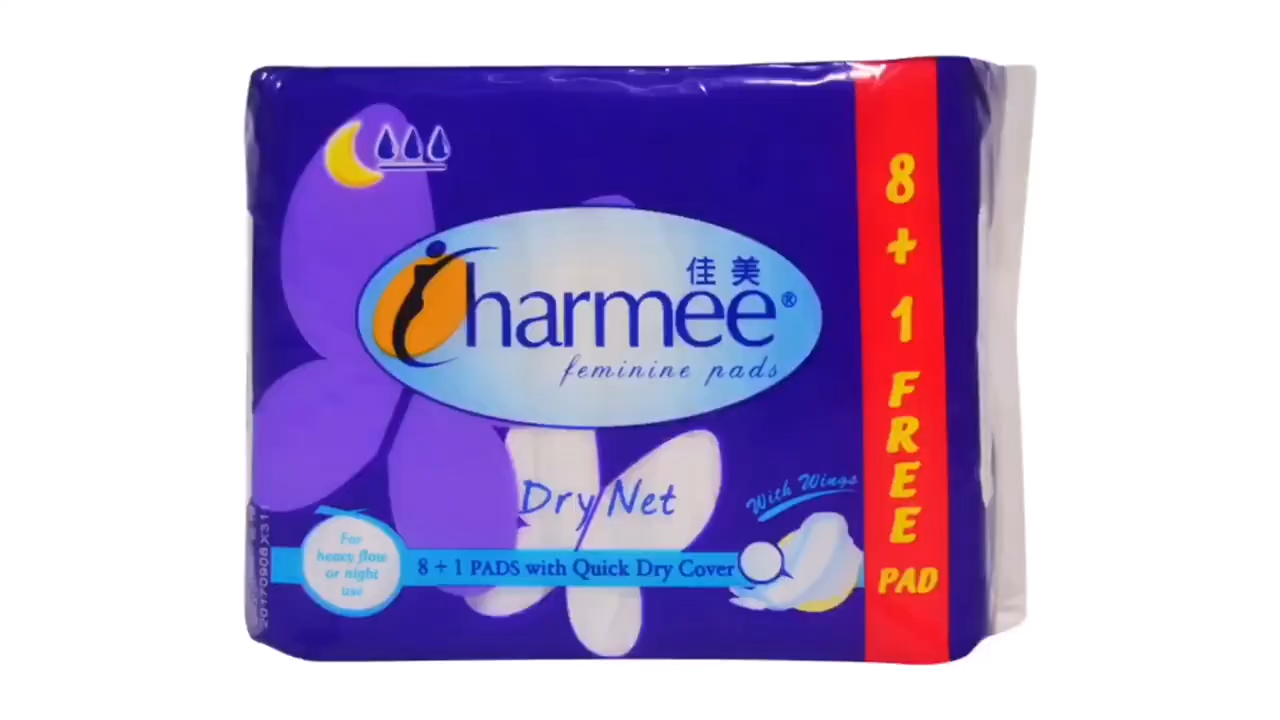 佳美
Charmee®
feminine pads
Dry Net
With Wings
For
heavy flow
or night
use
8 + 1 PADS with Quick Dry Cover
8
+
1
FREE
PAD
20170908X31